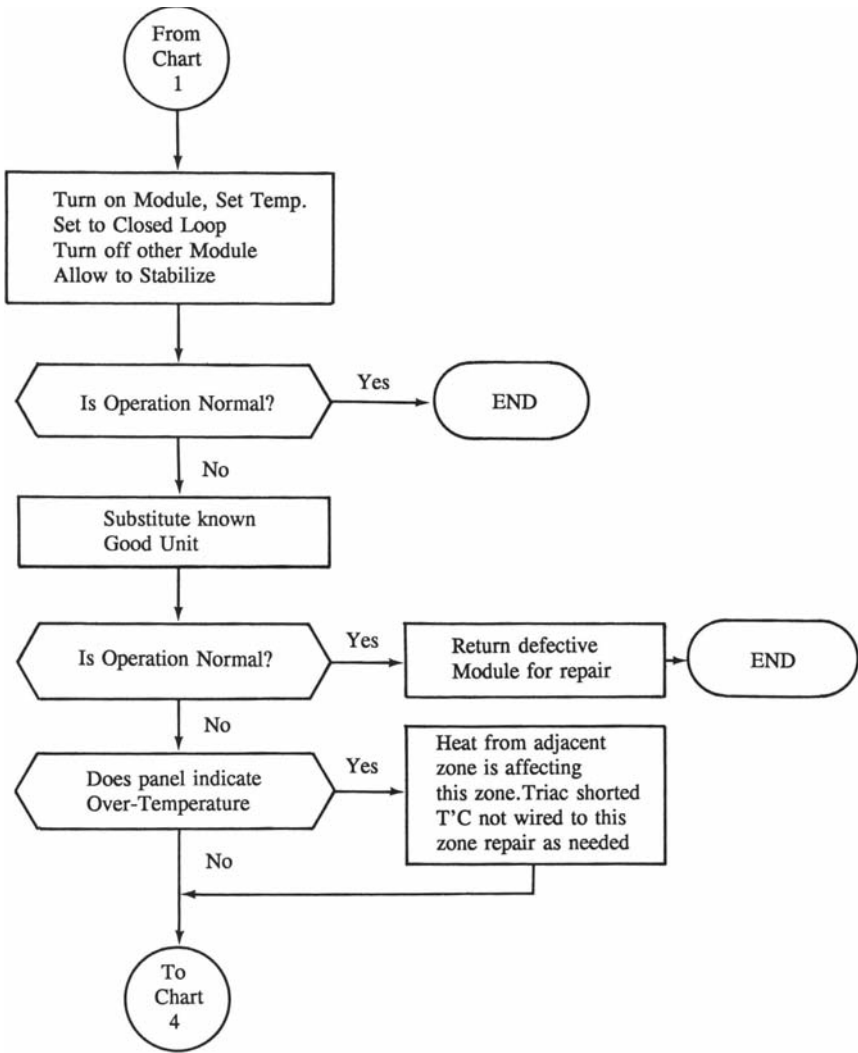 From
Chart
1
Turn on Module, Set Temp.
Set to Closed Loop
Turn off other Module
Allow to Stabilize
Is Operation Normal?
Yes
END
No
Substitute known
Good Unit
Is Operation Normal?
Yes
Return defective
Module for repair
END
No
Does panel indicate
Over-Temperature
Yes
Heat from adjacent
zone is affecting
this zone.Triac shorted
T'C not wired to this
zone repair as needed
No
To
Chart
4